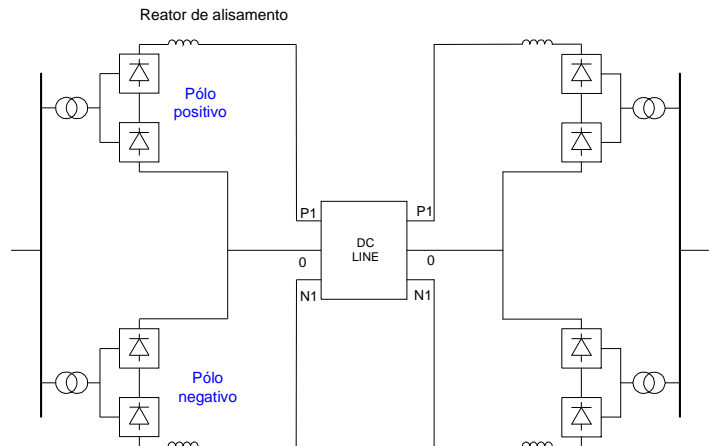 Reator de alisamento
Pólo
positivo
P1
P1
DC
LINE
0
0
N1
N1
Pólo
negativo